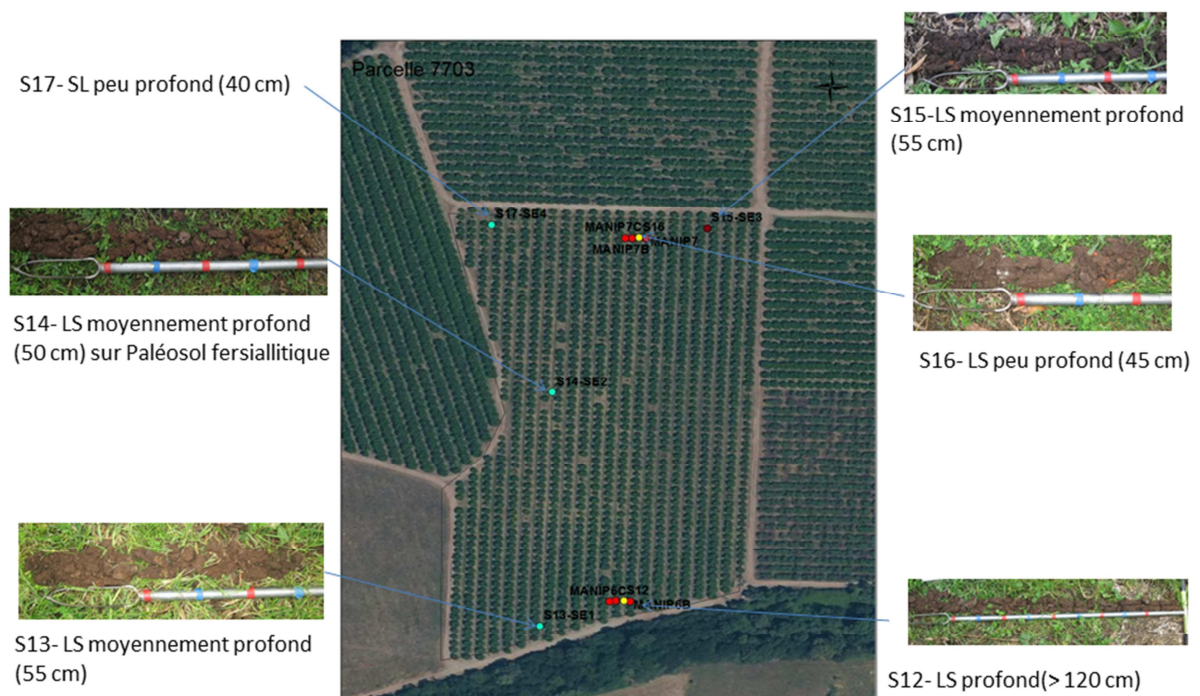 S17- SL peu profond (40 cm)
Parcelle 7703
S15-LS moyennement profond
(55 cm)
S17-SE4
S15-SE3
MANIP7CS16
MANIP7
MANIP7B
S14- LS moyennement profond
(50 cm) sur Paléosol fersiallitique
S16- LS peu profond (45 cm)
S14-SE2
MANIP6CS12
MANIP6B
S13-SE1
S13- LS moyennement profond
(55 cm)
S12- LS profond(> 120 cm)